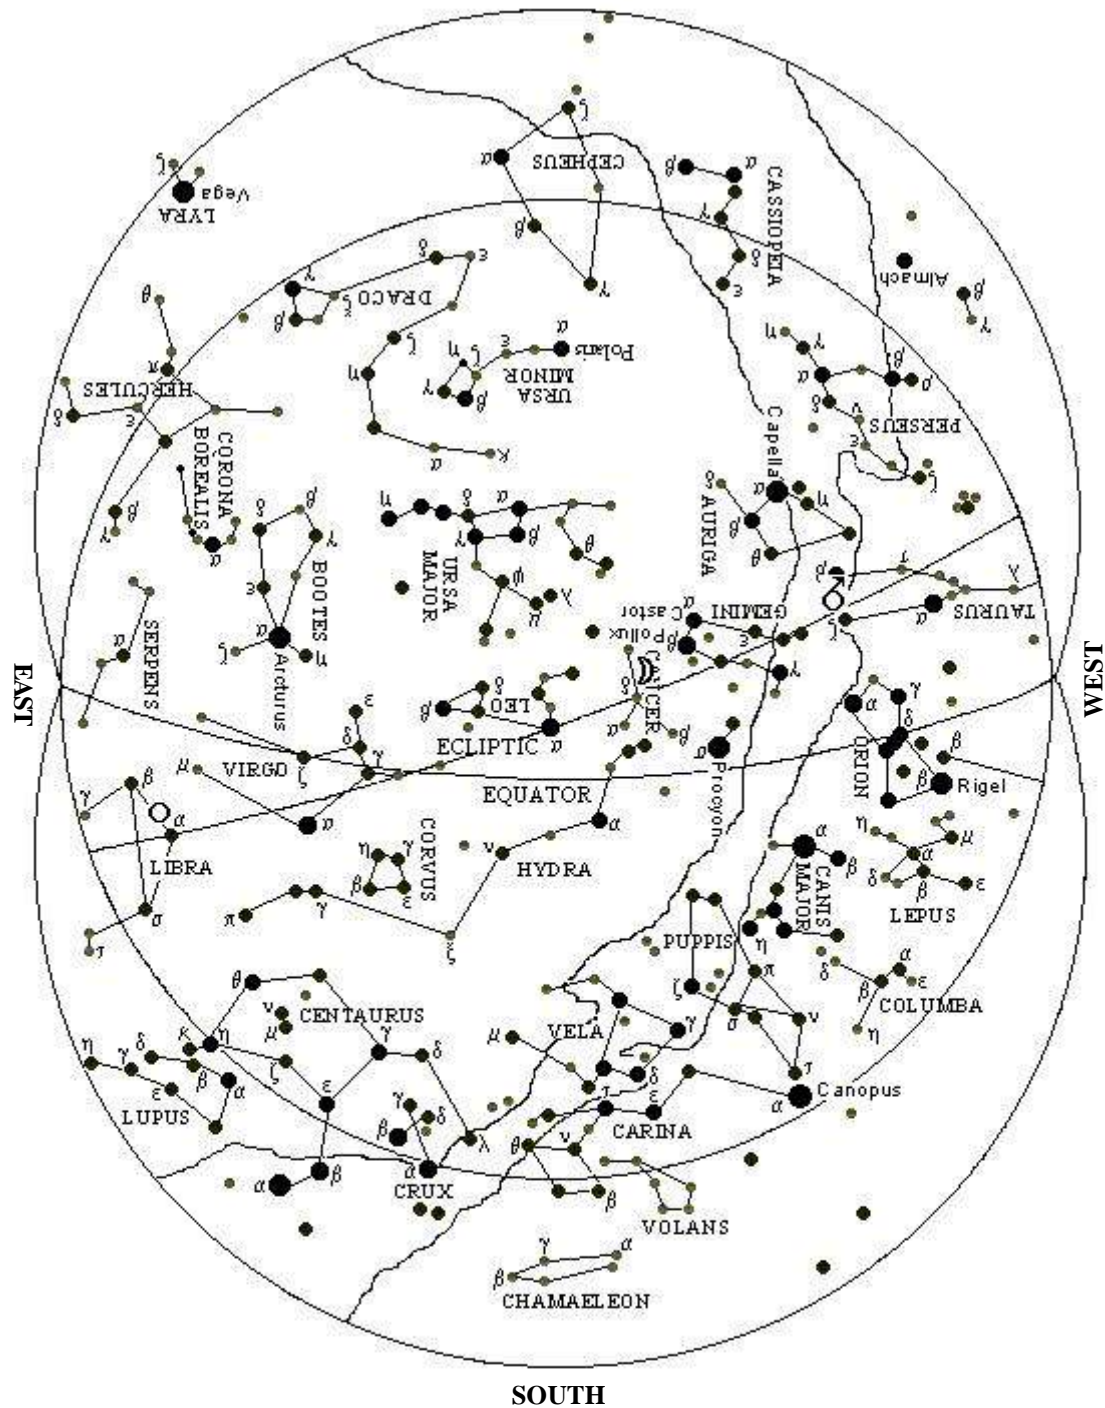 ζ
CEPHEUS
α
β
γ
β
α
CASSIOPEIA
γ
δ
ε
ζ
Vega
LYRA
Almach
β
γ
θ
γ
δ
ε
DRACO
β
ξ
ζ
η
α
κ
α
Polaris
ε
ζ
η
URSA
MINOR
γ
β
η
γ
α
β
ρ
δ
ν
PERSEUS
ε
ζ
π
HERCULES
δ
ε
β
γ
CORONA
BOREALIS
α
δ
β
γ
BOOTES
ε
α
Arcturus
ζ
η
η
δ
α
γ
β
URSA
MAJOR
θ
ψ
λ
μ
Capella
α
δ
η
AURIGA
β
θ
β
τ
λ
TAURUS
α
ζ
α
Castor
GEMINI
ε
Pollux
β
γ
SERPENS
α
EAST
WEST
CANCER
δ
α
β
δ
LEO
β
α
ECLIPTIC
ε
δ
γ
VIRGO
ζ
μ
α
EQUATOR
α
Procyon
α
γ
δ
ORION
β
β
Rigel
β
γ
α
LIBRA
σ
τ
CORVUS
η
γ
β
ε
α
ν
HYDRA
γ
π
ξ
α
β
CANIS
MAJOR
η
η
μ
α
δ
β
ε
LEPUS
PUPPIS
π
ζ
σ
ν
τ
δ
α
β
ε
COLUMBA
η
θ
ν
CENTAURUS
μ
κ
η
ζ
γ
δ
ε
λ
β
α
η
γ
δ
β
α
ε
LUPUS
μ
VELA
γ
δ
ι
ε
CARINA
θ
ν
β
α
Canopus
γ
δ
β
α
CRUX
VOLANS
γ
α
β
CHAMAELEON
SOUTH